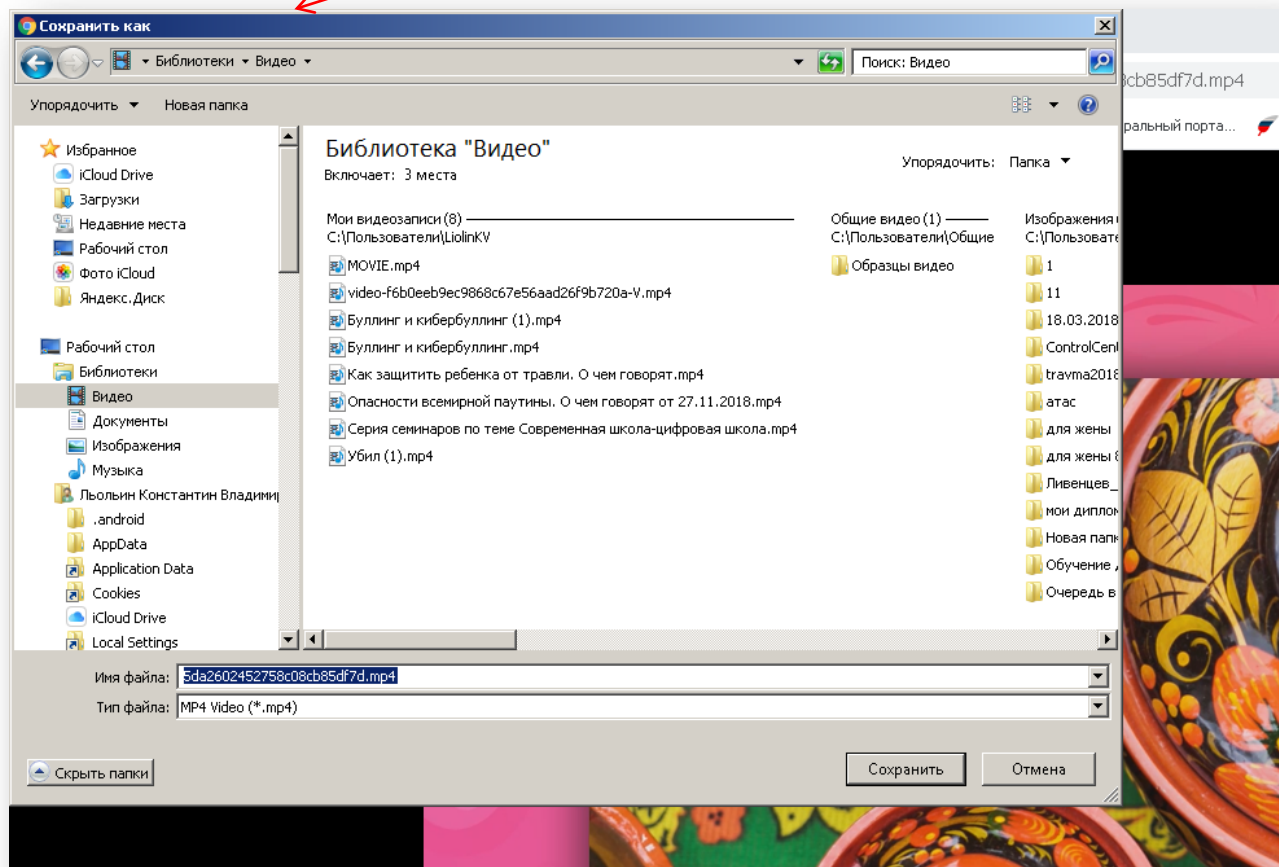 Сохранить как
Библиотеки Видео
Поиск: Видео
Упорядочить Новая папка
Избранное
iCloud Drive
Загрузки
Недавние места
Рабочий стол
Фото iCloud
Яндекс.Диск
Рабочий стол
Библиотеки
Видео
Документы
Изображения
Музыка
Льольин Константин Владими
.android
AppData
Application Data
Cookies
iCloud Drive
Local Settings
Библиотека "Видео"
Включает: 3 места
Упорядочить: Папка
Мои видеозаписи (8)
C:\Пользователи\LiolinKV
MOVIE.mp4
video-f6b0eeb9ec9868c67e56aad26f9b720a-V.mp4
Буллинг и кибербуллинг (1).mp4
Буллинг и кибербуллинг.mp4
Как защитить ребенка от травли. О чем говорят.mp4
Опасности всемирной паутины. О чем говорят от 27.11.2018.mp4
Серия семинаров по теме Современная школа-цифровая школа.mp4
Убил (1).mp4
Общие видео (1)
C:\Пользователи\Общие
Образцы видео
Изображения
C:\Пользовате
1
11
18.03.2018
ControlCen
travma2018
атас
для жены
для жены 8
Ливенцев_
мои диплом
Новая папк
Обучение
Очередь в
Имя файла: 5da2602452758c08cb85df7d.mp4
Тип файла: MP4 Video (*.mp4)
Скрыть папки
Сохранить
Отмена
cb85df7d.mp4
ральный порта...